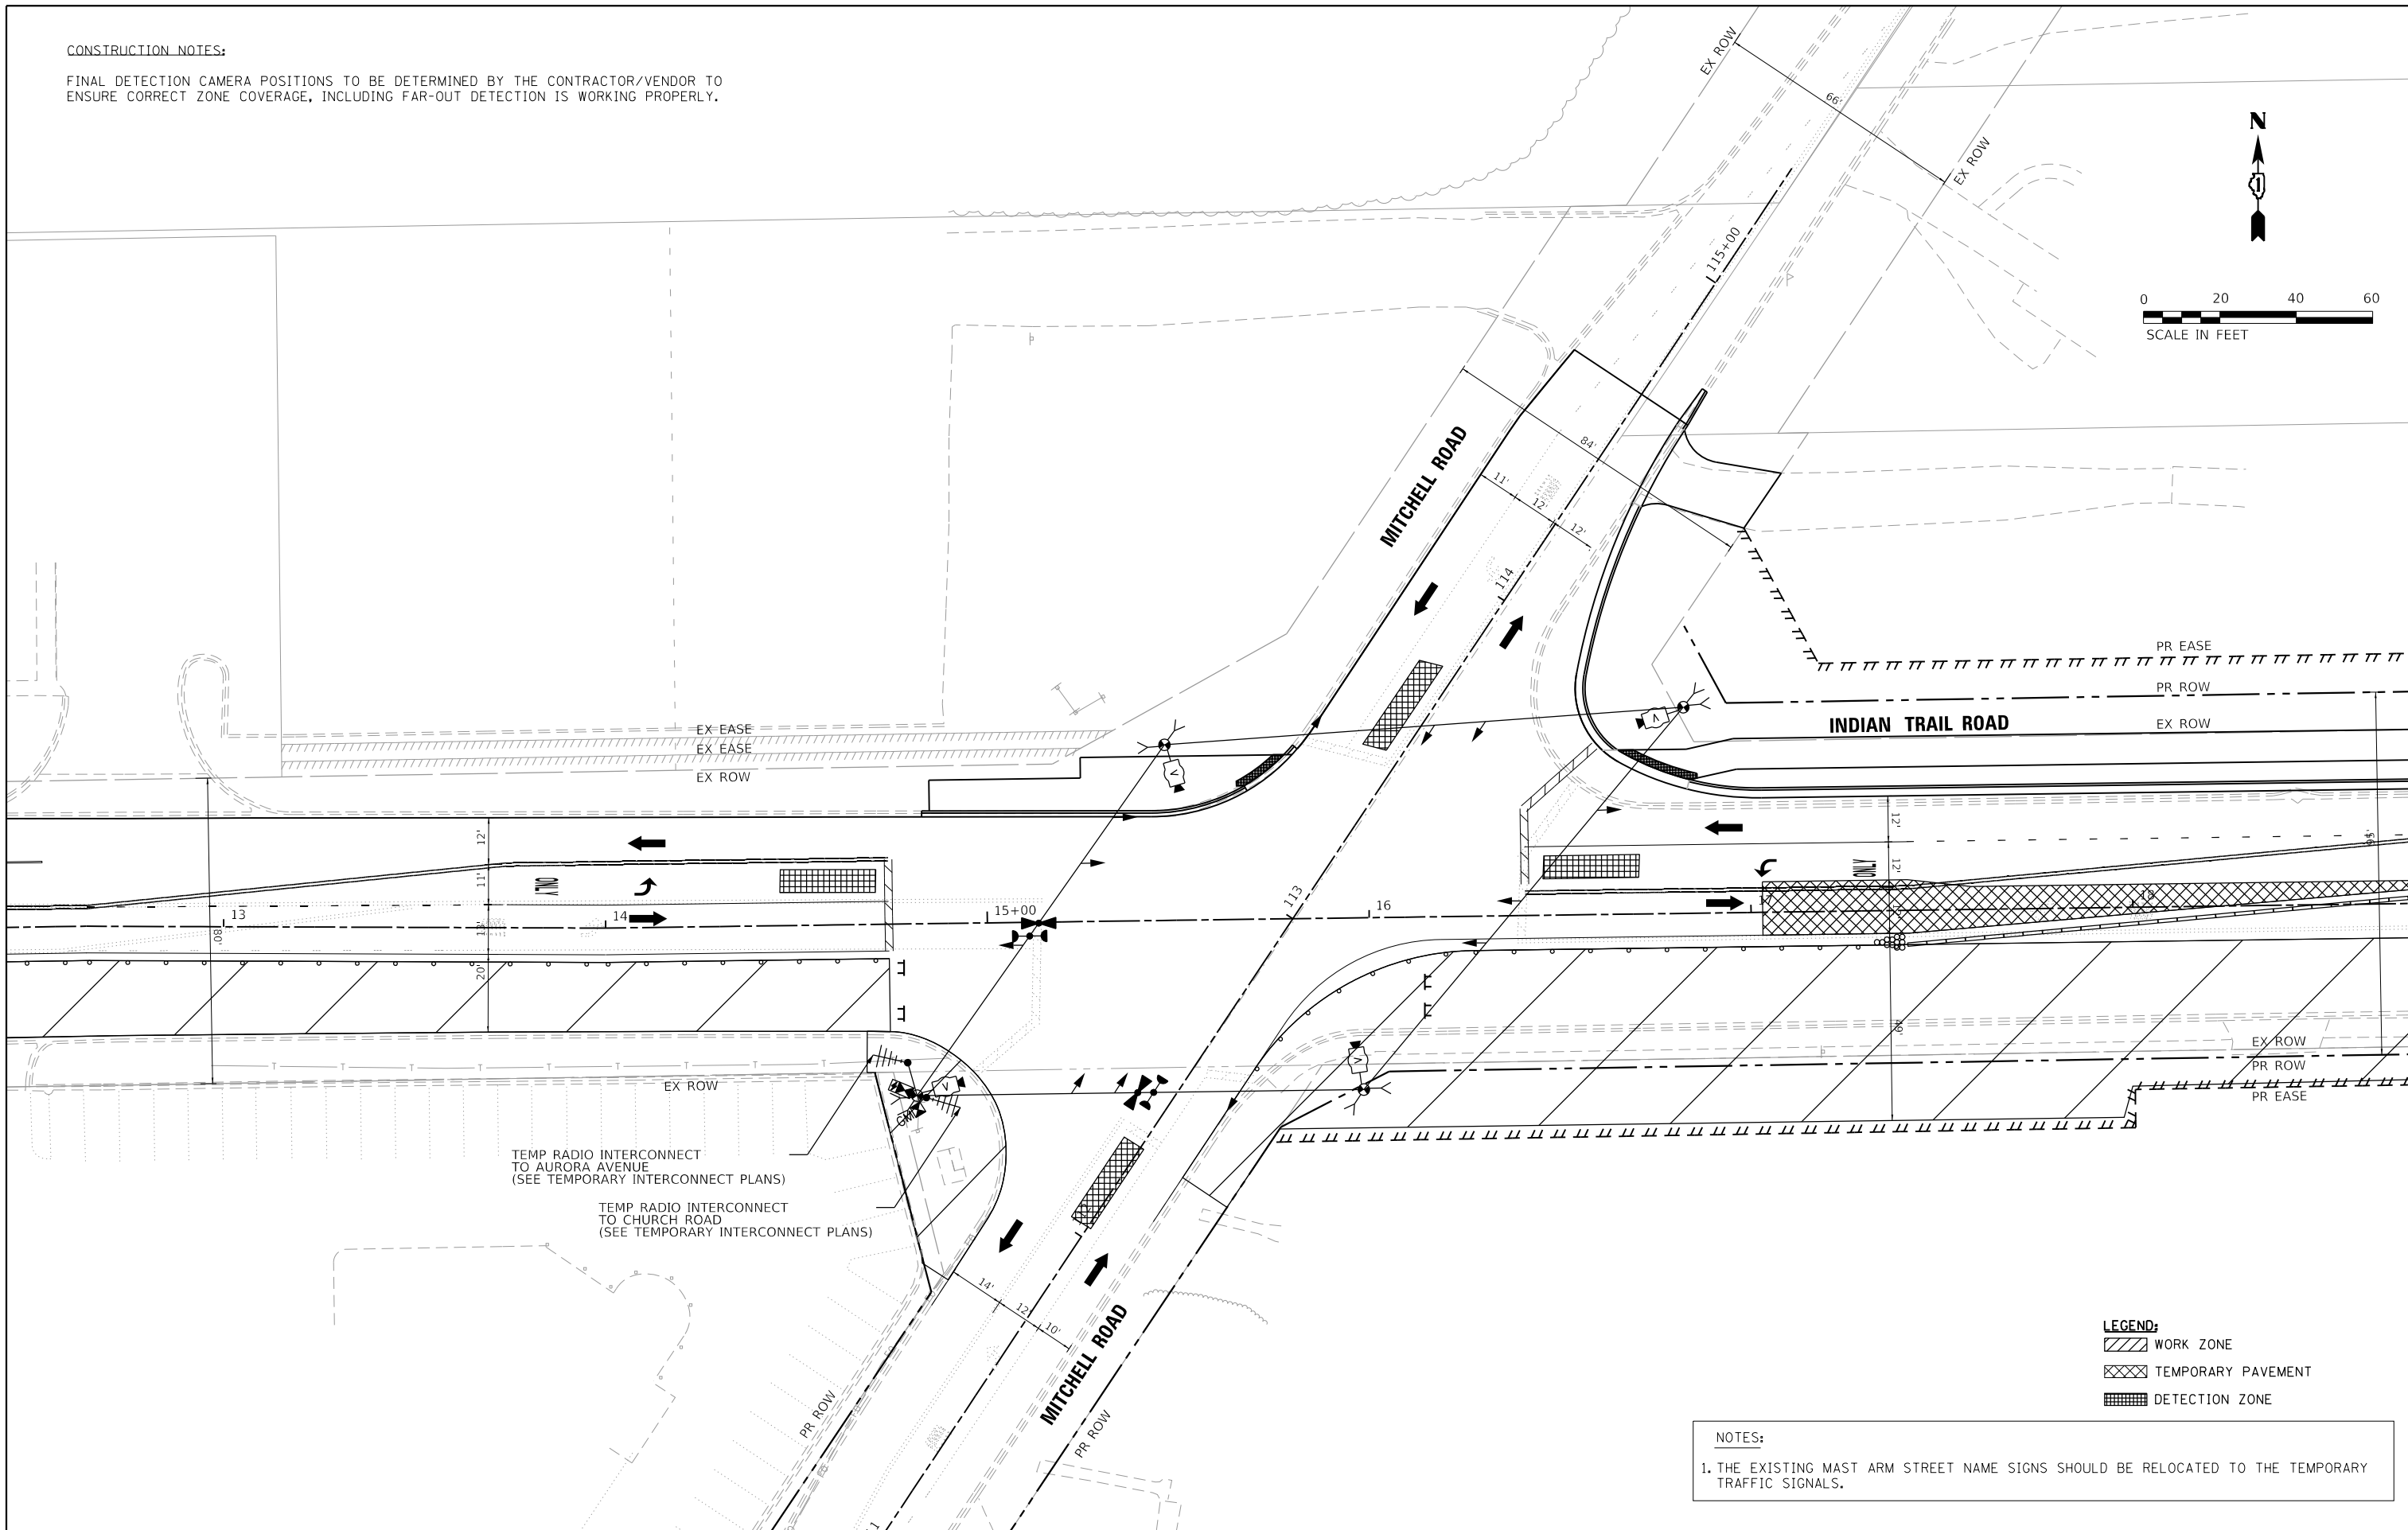 CONSTRUCTION NOTES:
FINAL DETECTION CAMERA POSITIONS TO BE DETERMINED BY THE CONTRACTOR/VENDOR TO
ENSURE CORRECT ZONE COVERAGE, INCLUDING FAR-OUT DETECTION IS WORKING PROPERLY.
EX ROW
66'
EX ROW
N
1
0 20 40 60
SCALE IN FEET
115+00
84'
MITCHELL ROAD
11'
12'
12'
114
PR EASE
PR ROW
INDIAN TRAIL ROAD
EX ROW
EX EASE
EX EASE
EX ROW
V
V
12'
11'
ONLY
13'
20'
80'
13
14
15+00
113
16
17
18
12'
12'
ONLY
49'
EX ROW
PR ROW
PR EASE
EX ROW
V
V
TEMP RADIO INTERCONNECT
TO AURORA AVENUE
(SEE TEMPORARY INTERCONNECT PLANS)
TEMP RADIO INTERCONNECT
TO CHURCH ROAD
(SEE TEMPORARY INTERCONNECT PLANS)
14'
12'
10'
MITCHELL ROAD
PR ROW
PR ROW
LEGEND:
WORK ZONE
TEMPORARY PAVEMENT
DETECTION ZONE
NOTES:
1. THE EXISTING MAST ARM STREET NAME SIGNS SHOULD BE RELOCATED TO THE TEMPORARY
TRAFFIC SIGNALS.